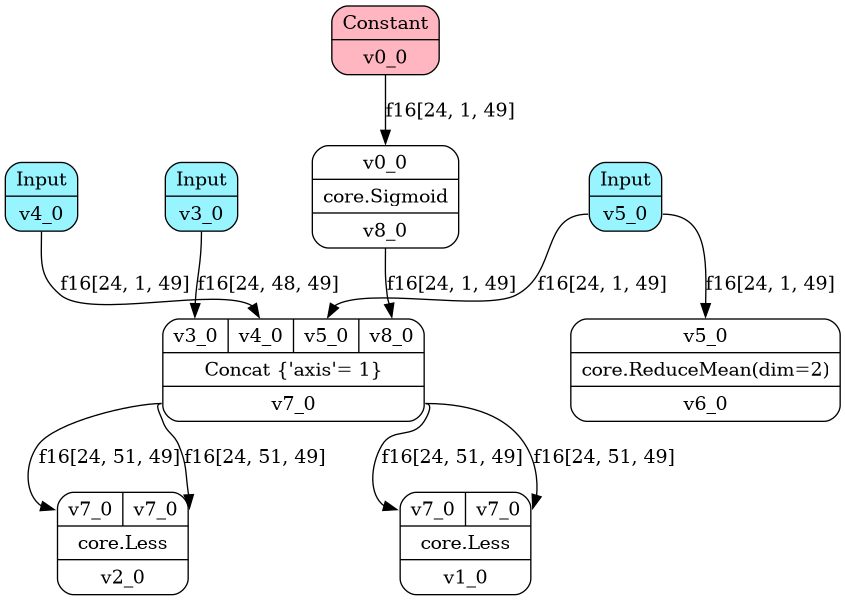 Constant
v0_0
f16[24, 1, 49]
Input
v4_0
Input
v3_0
v0_0
core.Sigmoid
v8_0
Input
v5_0
f16[24, 1, 49]
f16[24, 48, 49]
f16[24, 1, 49]
f16[24, 1, 49]
f16[24, 1, 49]
v3_0 v4_0 v5_0 v8_0
Concat {'axis'= 1}
v7_0
v5_0
core.ReduceMean(dim=2)
v6_0
f16[24, 51, 49]
f16[24, 51, 49]
f16[24, 51, 49]
f16[24, 51, 49]
v7_0 v7_0
core.Less
v2_0
v7_0 v7_0
core.Less
v1_0